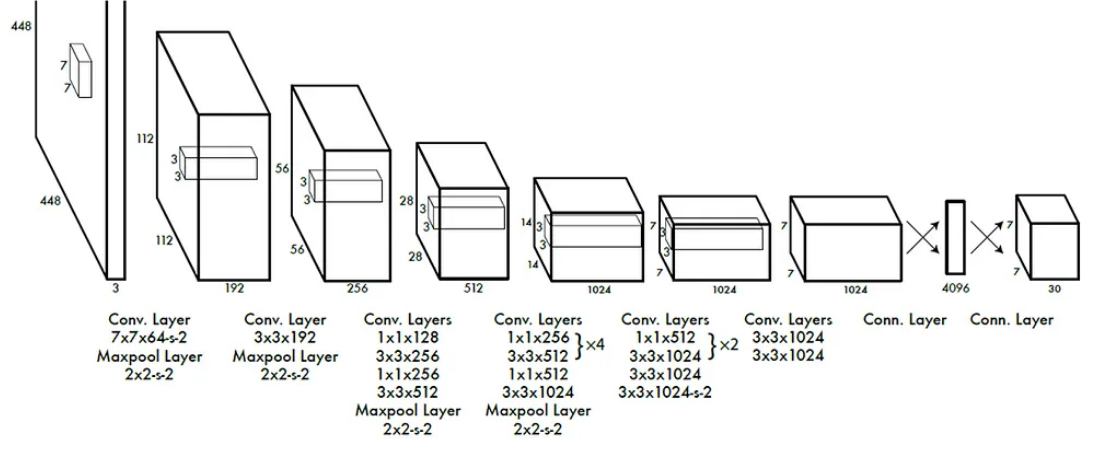 448
7
7
448
3
112
3
3
112
192
56
3
3
56
256
28
3
3
28
512
14
3
3
14
1024
7
3
3
7
1024
7
7
1024
4096
7
7
30
Conv. Layer
7x7x64-s-2
Maxpool Layer
2x2-s-2
Conv. Layer
3x3x192
Maxpool Layer
2x2-s-2
Conv. Layers
1x1x128
3x3x256
1x1x256
3x3x512
Maxpool Layer
2x2-s-2
Conv. Layers
1x1x256
3x3x512
}×4
1x1x512
3x3x1024
Maxpool Layer
2x2-s-2
Conv. Layers
1x1x512
3x3x1024
}×2
3x3x1024
3x3x1024-s-2
Conv. Layers
3x3x1024
3x3x1024
Conn. Layer
Conn. Layer